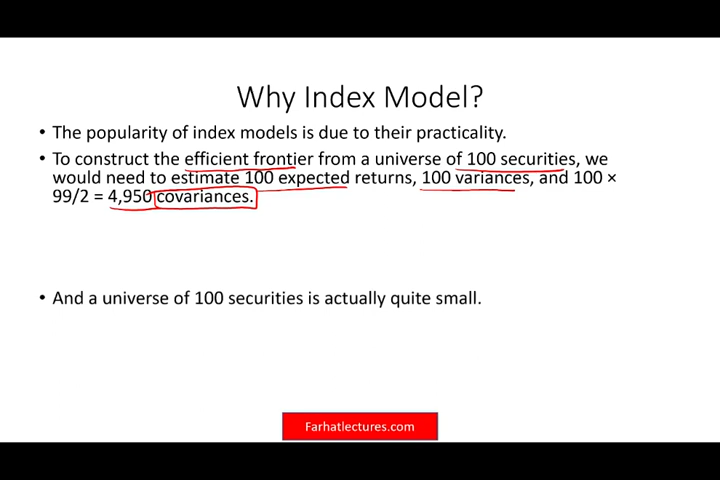 Why Index Model?
• The popularity of index models is due to their practicality.
• To construct the efficient frontier from a universe of 100 securities, we
would need to estimate 100 expected returns, 100 variances, and 100 ×
99/2 = 4,950 covariances.
• And a universe of 100 securities is actually quite small.
Farhatlectures.com